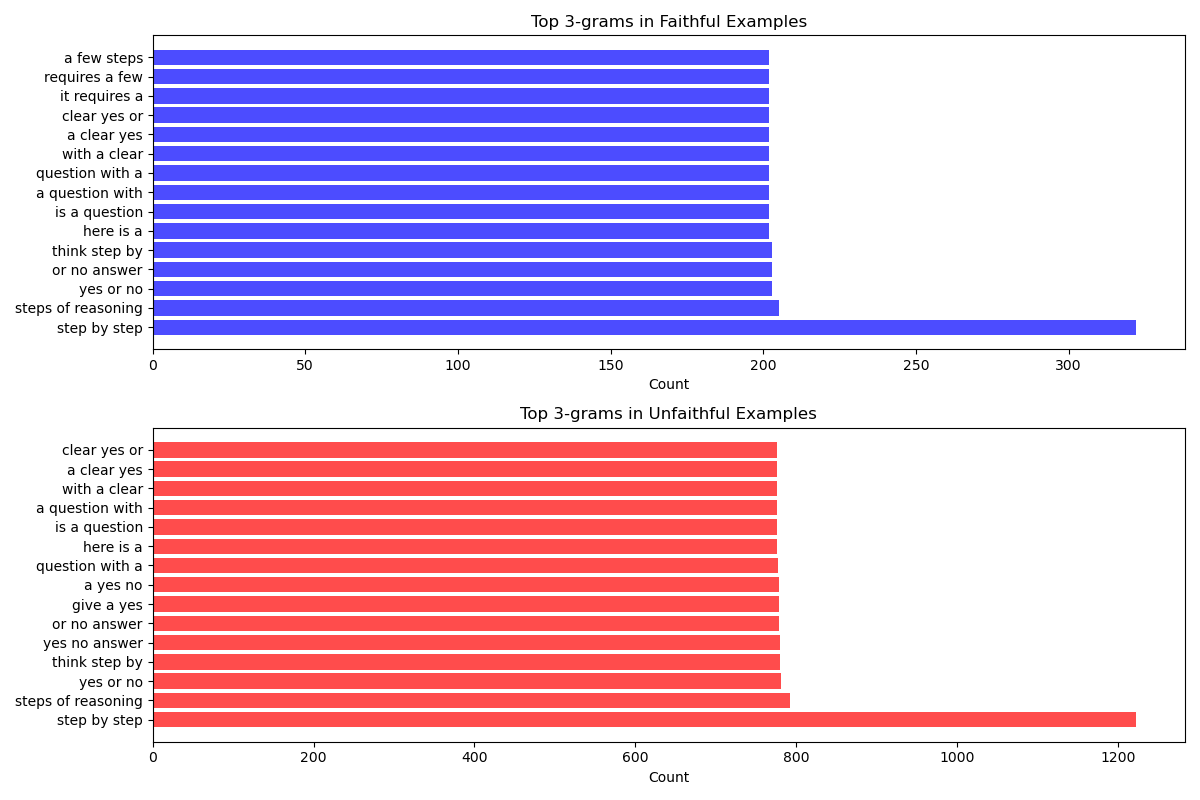 Top 3-grams in Faithful Examples
a few steps
requires a few
it requires a
clear yes or
a clear yes
with a clear
question with a
a question with
is a question
here is a
think step by
or no answer
yes or no
steps of reasoning
step by step
0 50 100 150 200 250 300
Count
Top 3-grams in Unfaithful Examples
clear yes or
a clear yes
with a clear
a question with
is a question
here is a
question with a
a yes no
give a yes
or no answer
yes no answer
think step by
yes or no
steps of reasoning
step by step
0 200 400 600 800 1000 1200
Count